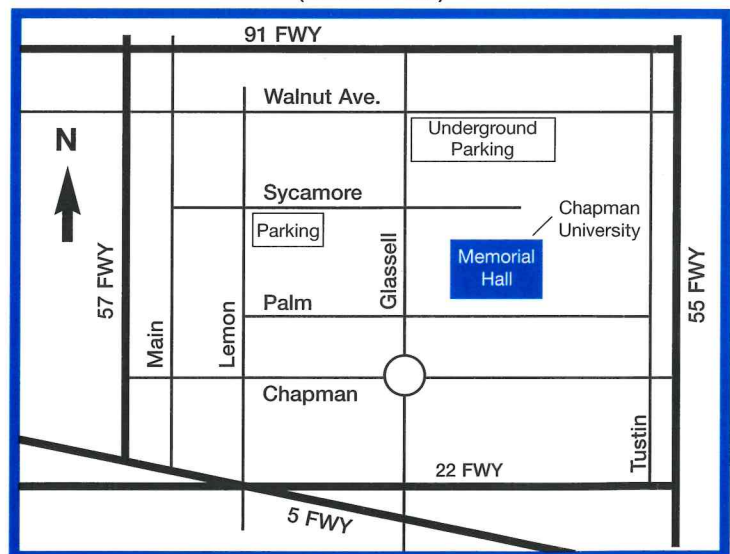 91 FWY
Walnut Ave.
N
Underground
Parking
Sycamore
Chapman
University
Parking
Memorial
Hall
Glassell
57 FWY
55 FWY
Palm
Main
Lemon
Chapman
Tustin
22 FWY
5 FWY